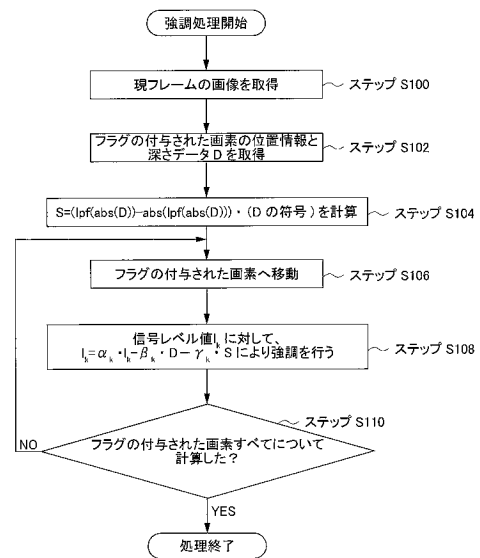 強調処理開始
現フレームの画像を取得
ステップ S100
フラグの付与された画素の位置情報と
深さデータ D を取得
ステップ S102
S=(lpf(abs(D))-abs(lpf(abs(D)))・(D の符号) を計算
ステップ S104
フラグの付与された画素へ移動
ステップ S106
信号レベル値Ik に対して、
Ik=αk・Ik-βk・D-γk・S により強調を行う
ステップ S108
ステップ S110
フラグの付与された画素すべてについて
計算した？
NO
YES
処理終了